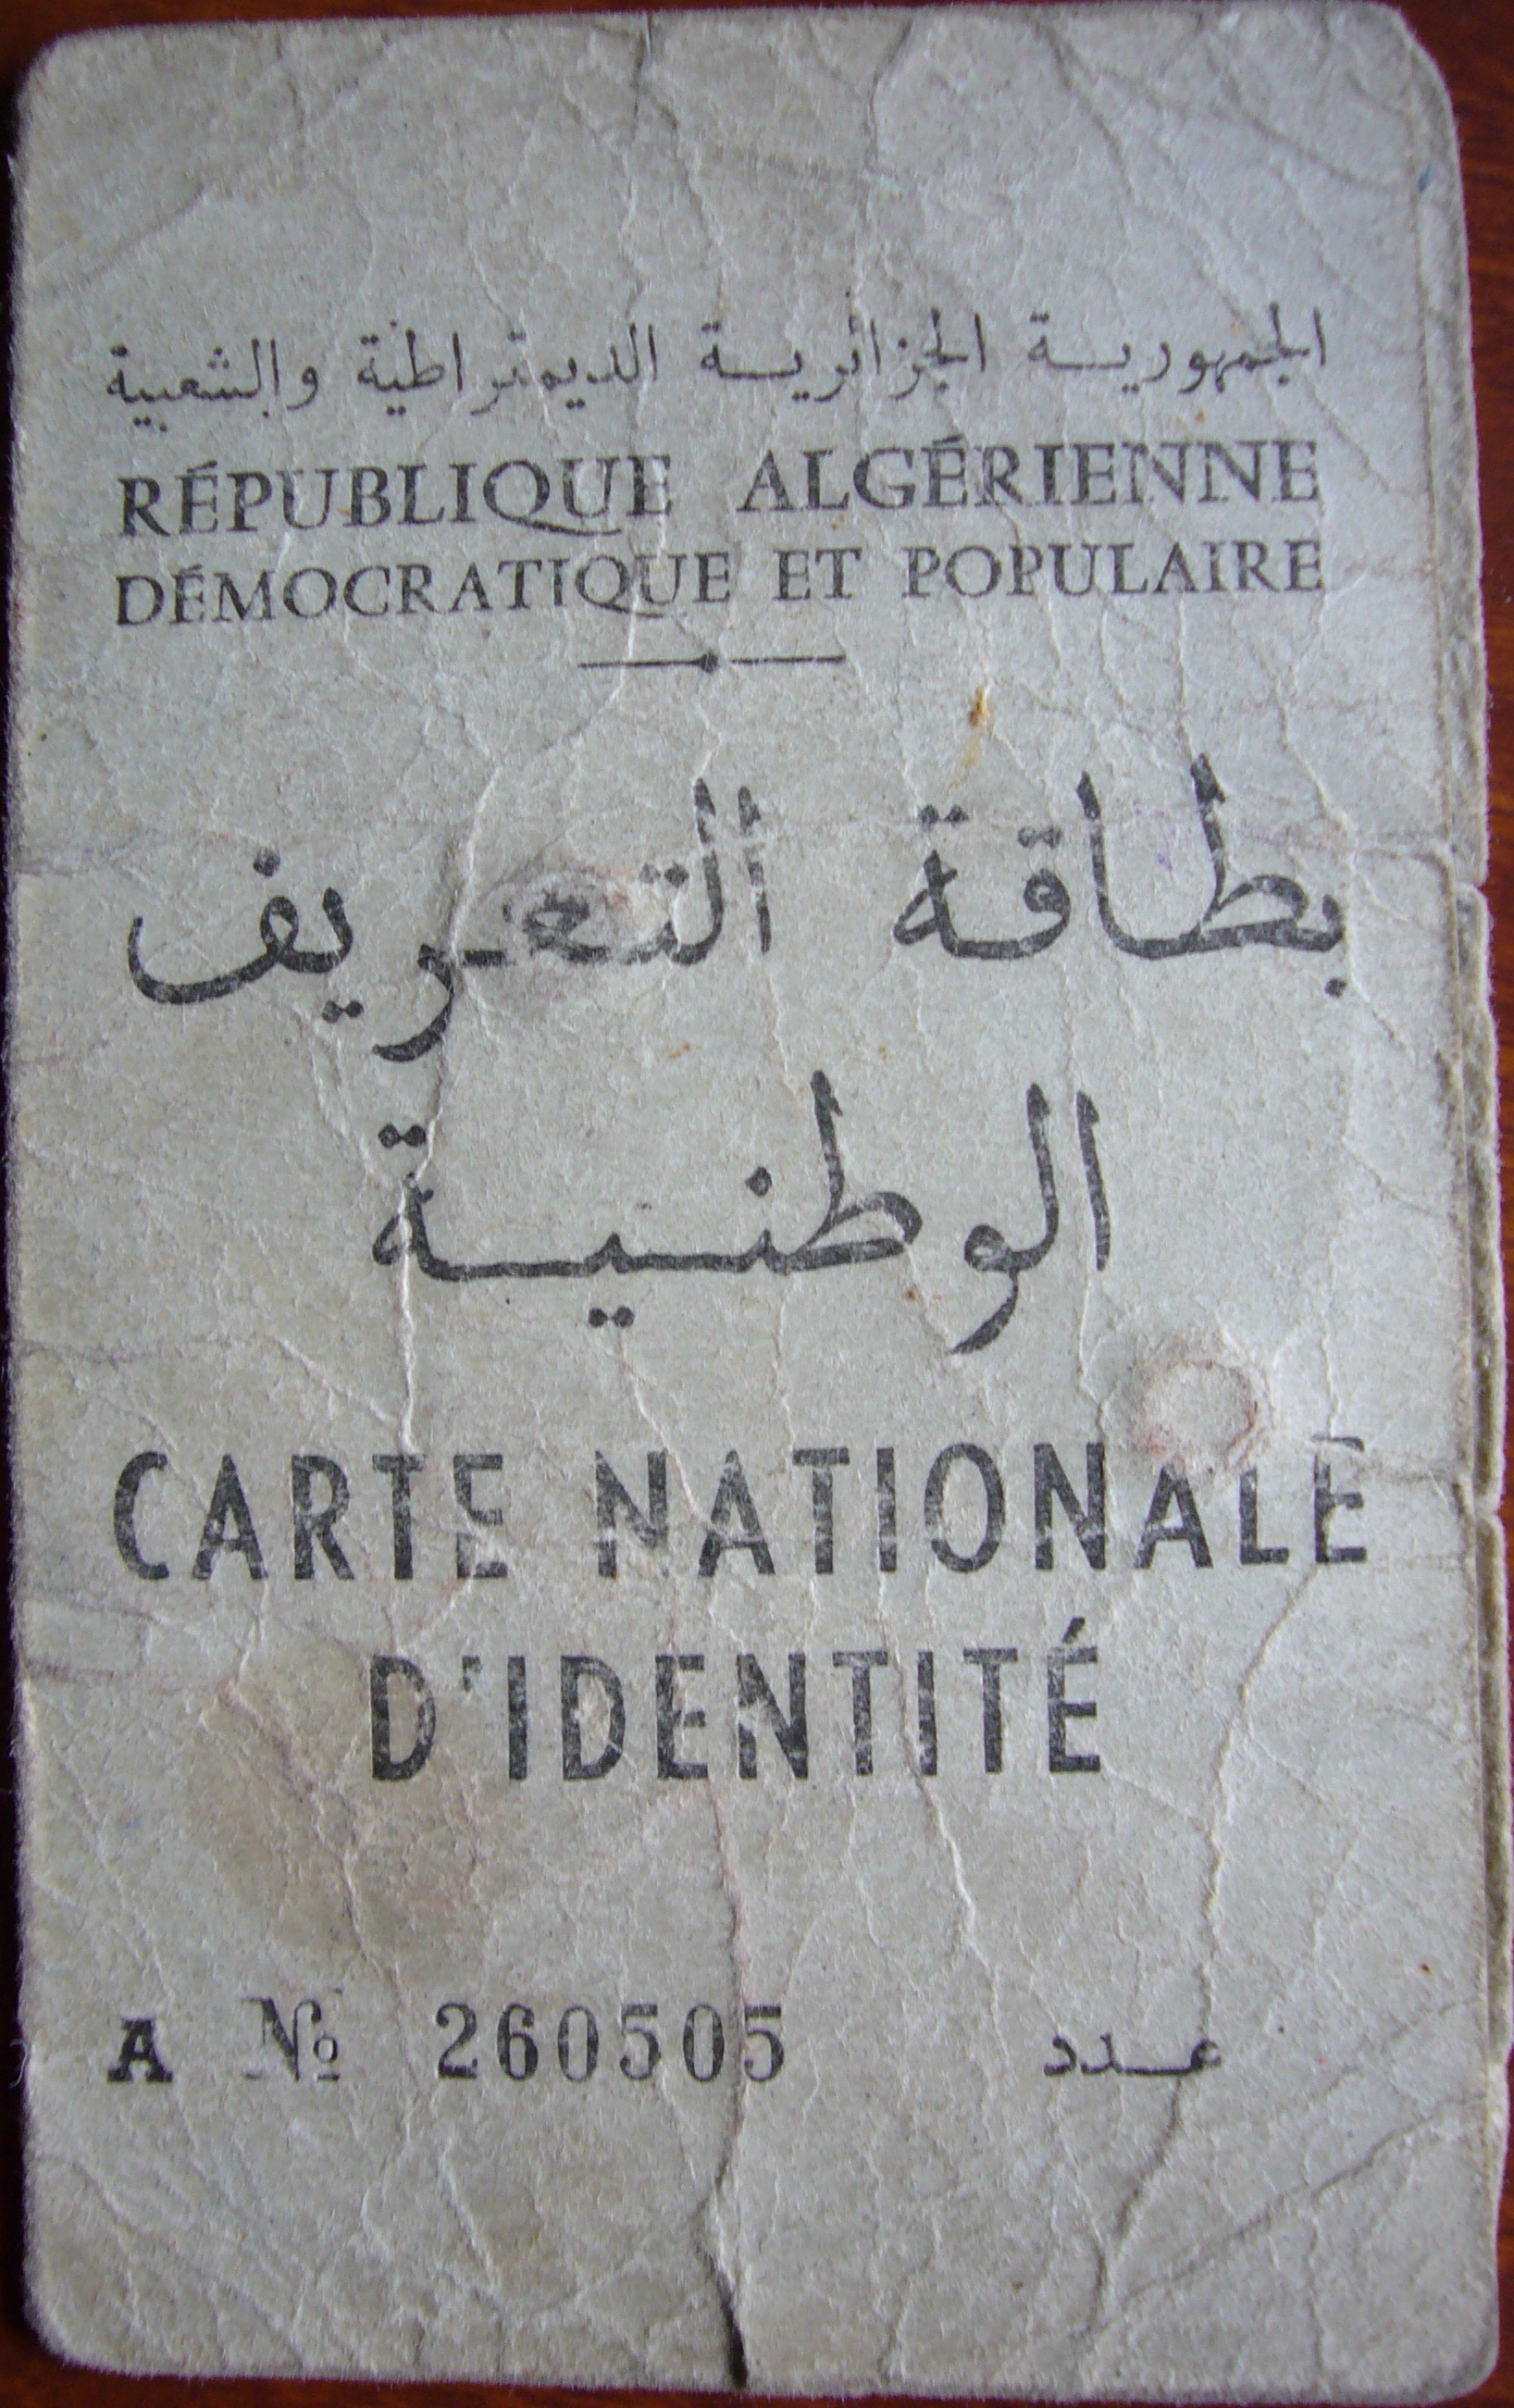 الجمهورية الجزائرية الديمقراطية والشعبية
RÉPUBLIQUE ALGÉRIENNE
DÉMOCRATIQUE ET POPULAIRE
بطاقة التعريف
الوطنية
CARTE NATIONALE
D'IDENTITÉ
A № 260505 عدد